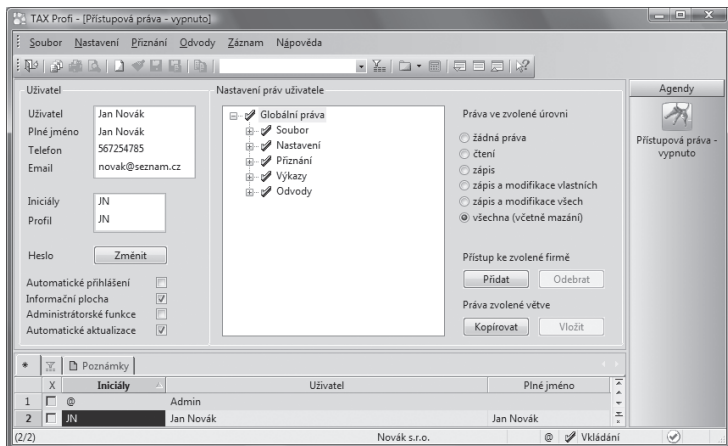 TAX Profi - [Přístupová práva - vypnuto]
Soubor Nastavení Přiznání Odvody Záznam Nápověda
Uživatel
Uživatel Jan Novák
Plné jméno Jan Novák
Telefon 567254785
Email novak@seznam.cz
Iniciály JN
Profil JN
Heslo Změnit
Automatické přihlášení
Informační plocha
Administrátorské funkce
Automatické aktualizace
Nastavení práv uživatele
Globální práva
Soubor
Nastavení
Přiznání
Výkazy
Odvody
Práva ve zvolené úrovni
žádná práva
čtení
zápis
zápis a modifikace vlastních
zápis a modifikace všech
všechna (včetně mazání)
Přístup ke zvolené firmě
Přidat Odebrat
Práva zvolené větve
Kopírovat Vložit
Agendy
Přístupová práva -
vypnuto
* Poznámky
X Iniciály Uživatel Plné jméno
1 @ Admin
2 JN Jan Novák Jan Novák
(2/2) Novák s.r.o. @ Vkládání